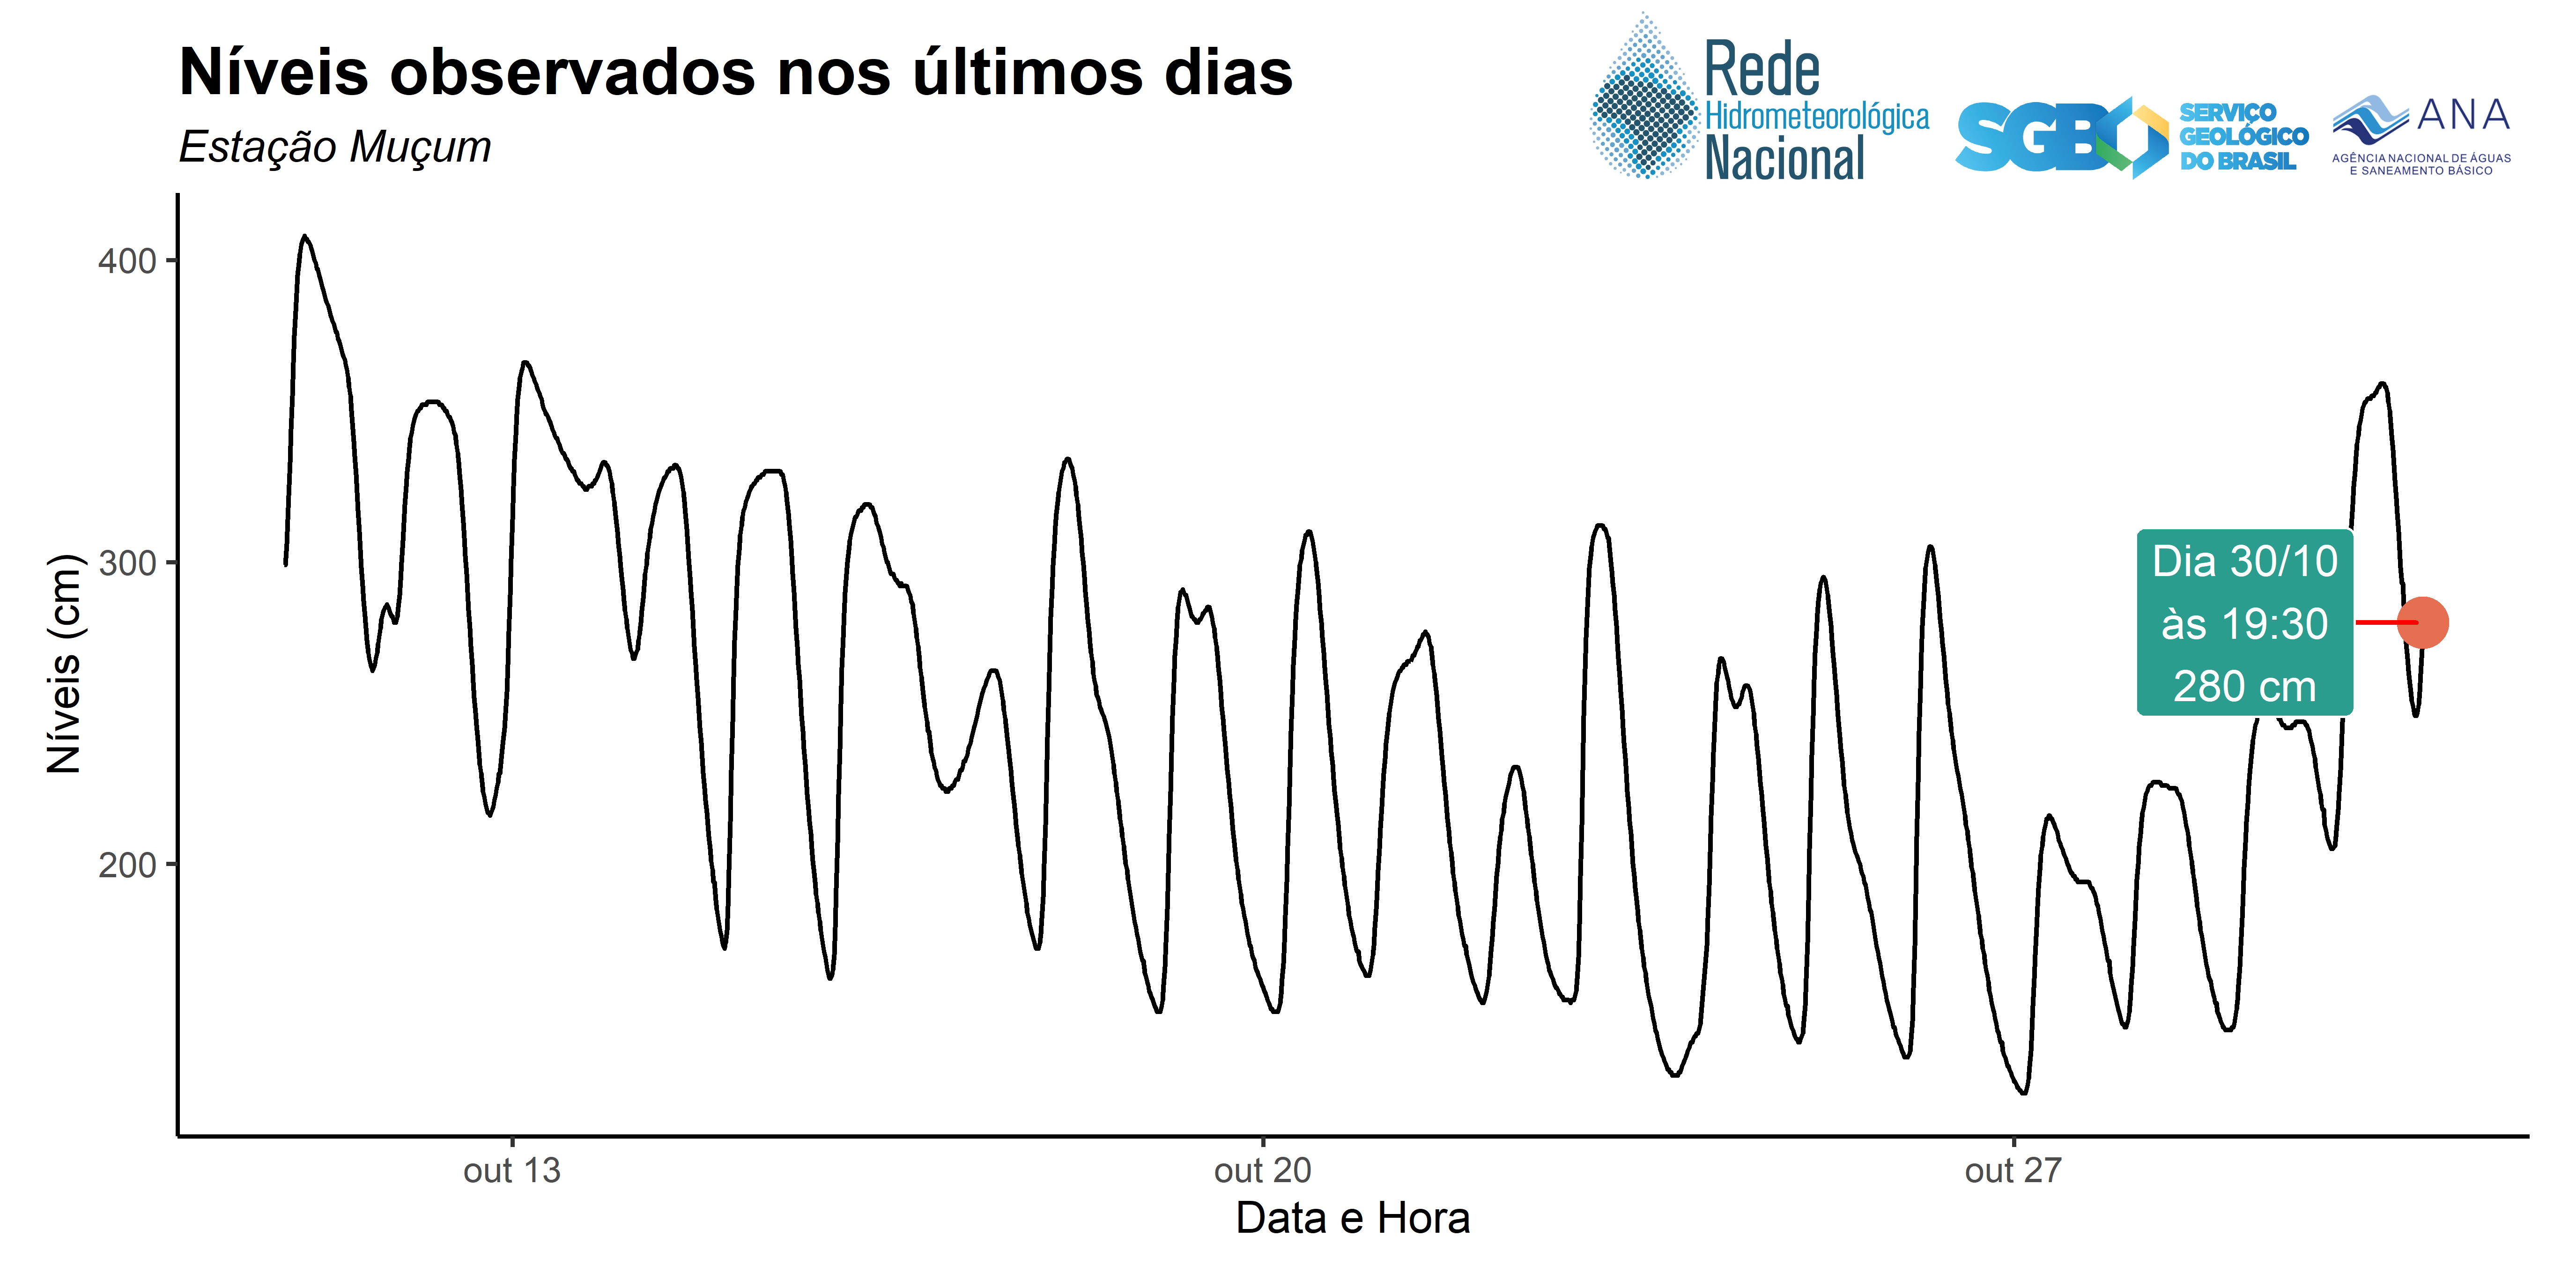 Níveis observados nos últimos dias
Estação Muçum
Rede
Hidrometeorológica
Nacional
SGB
SERVIÇO
GEOLÓGICO
DO BRASIL
ANA
AGÊNCIA NACIONAL DE ÁGUAS
E SANEAMENTO BÁSICO
Níveis (cm)
400
300
200
Dia 30/10
às 19:30
280 cm
out 13
out 20
out 27
Data e Hora